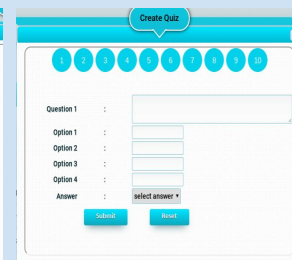 Create Quiz
1 2 3 4 5 6 7 8 9 10
Question 1 :
Option 1 :
Option 2 :
Option 3 :
Option 4 :
Answer : select answer
Submit Reset